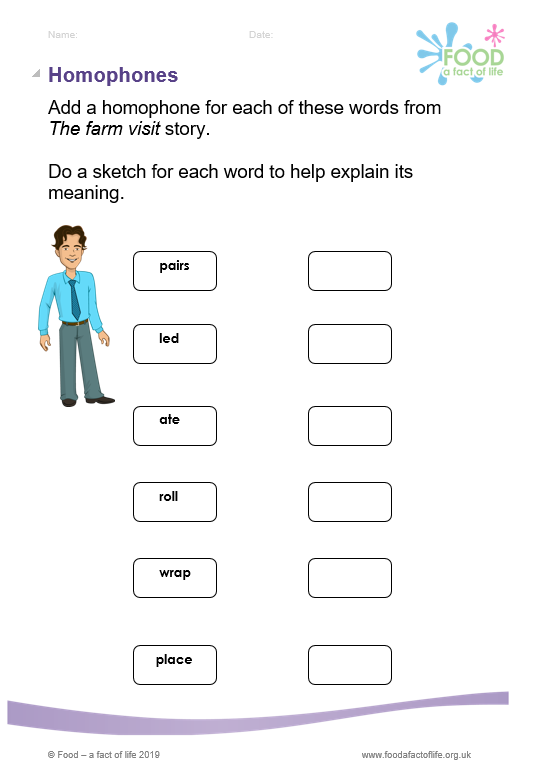 Name: Date:
FOOD
a fact of life
Homophones
Add a homophone for each of these words from
The farm visit story.
Do a sketch for each word to help explain its
meaning.
pairs
led
ate
roll
wrap
place
© Food – a fact of life 2019 www.foodafactoflife.org.uk